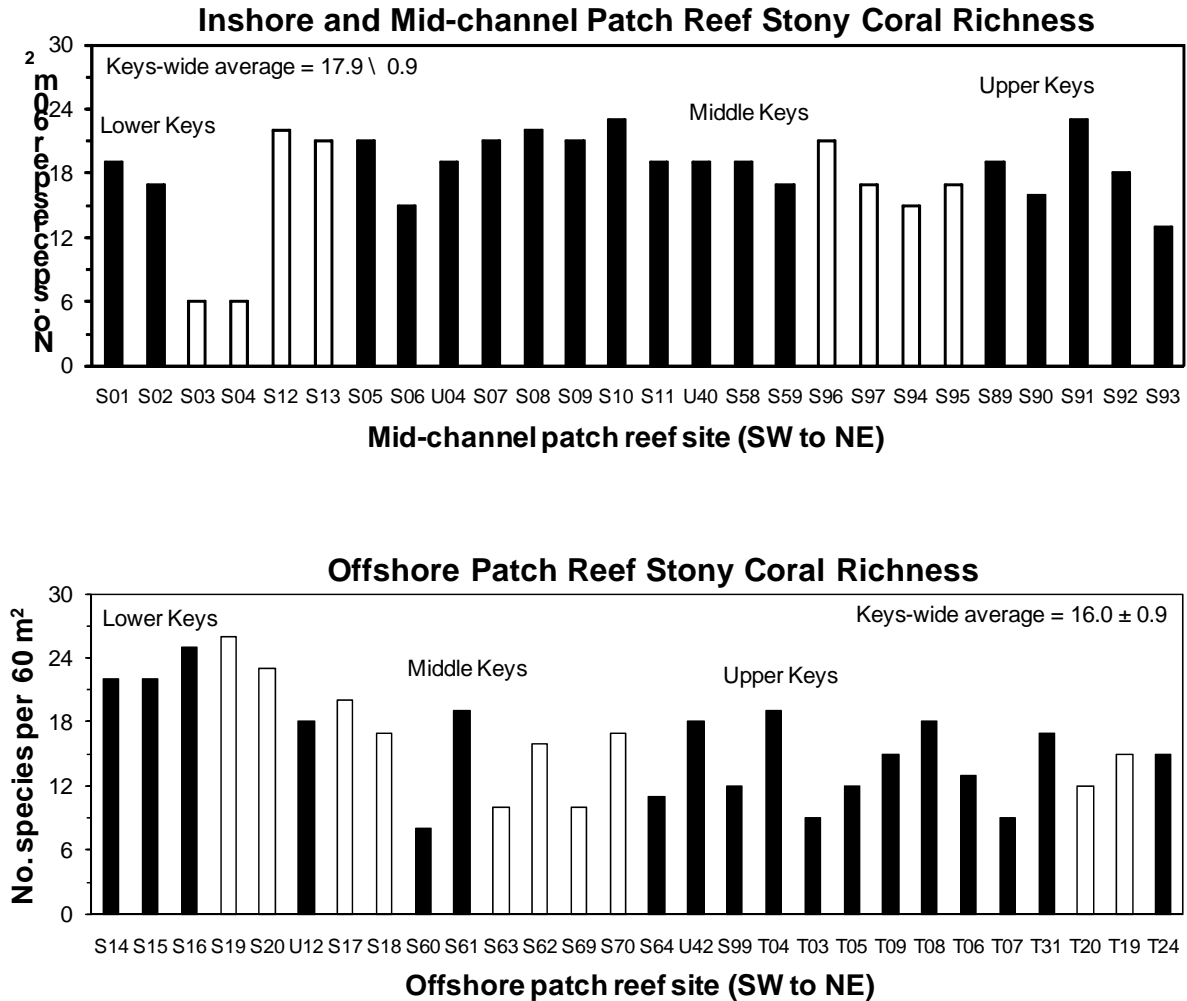 Inshore and Mid-channel Patch Reef Stony Coral Richness
No. species per 60 m²
30
24
18
12
6
0
Keys-wide average = 17.9 \ 0.9
Lower Keys
Middle Keys
Upper Keys
S01 S02 S03 S04 S12 S13 S05 S06 U04 S07 S08 S09 S10 S11 U40 S58 S59 S96 S97 S94 S95 S89 S90 S91 S92 S93
Mid-channel patch reef site (SW to NE)
Offshore Patch Reef Stony Coral Richness
No. species per 60 m²
30
24
18
12
6
0
Lower Keys
Middle Keys
Upper Keys
Keys-wide average = 16.0 ± 0.9
S14 S15 S16 S19 S20 U12 S17 S18 S60 S61 S63 S62 S69 S70 S64 U42 S99 T04 T03 T05 T09 T08 T06 T07 T31 T20 T19 T24
Offshore patch reef site (SW to NE)